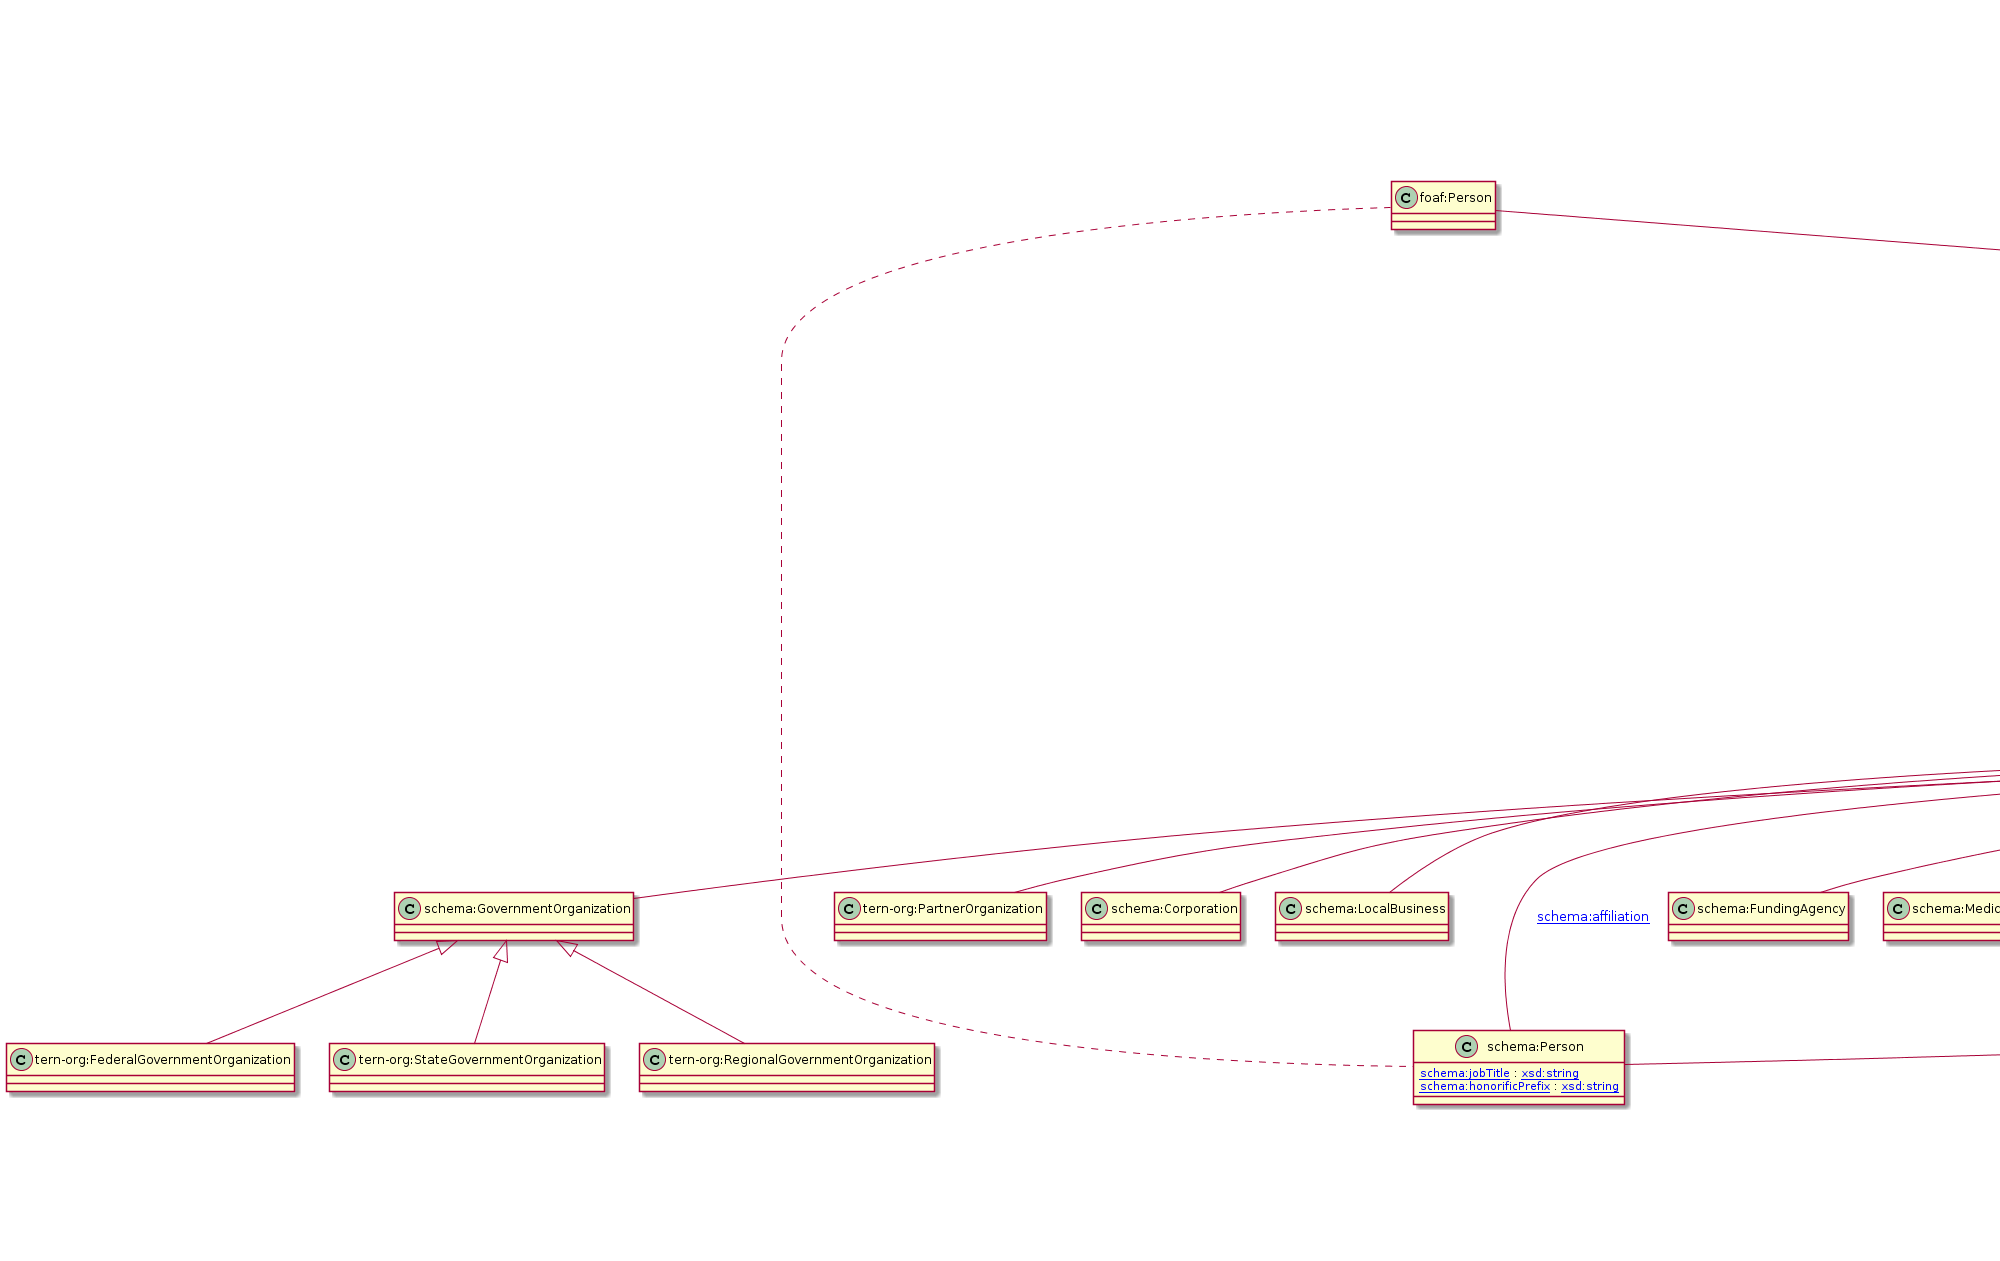 C foaf:Person
C schema:GovernmentOrganization
C tern-org:PartnerOrganization
C schema:Corporation
C schema:LocalBusiness
schema:affiliation
C schema:FundingAgency
C schema:Medic
C tern-org:FederalGovernmentOrganization
C tern-org:StateGovernmentOrganization
C tern-org:RegionalGovernmentOrganization
C schema:Person
schema:jobTitle : xsd:string
schema:honorificPrefix : xsd:string